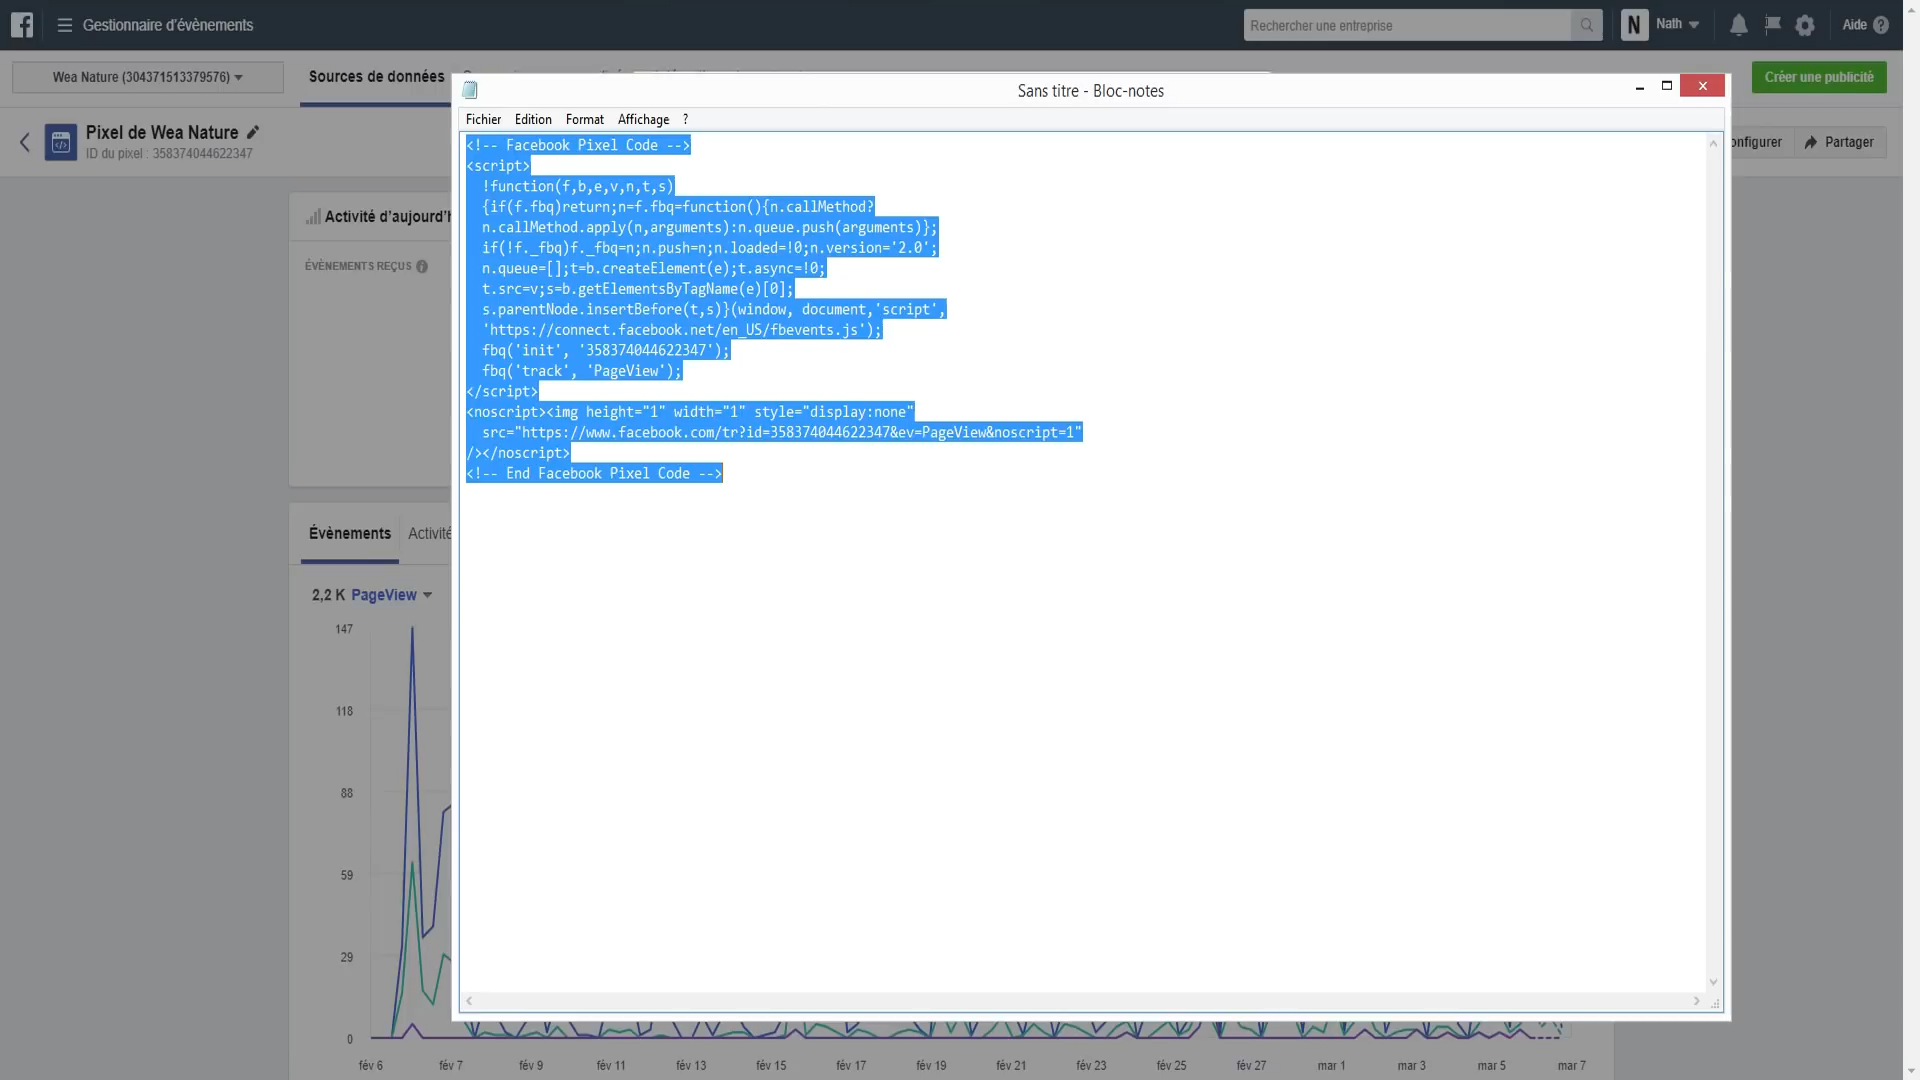 Gestionnaire d'évènements
Rechercher une entreprise
N
Nath
Aide
Wea Nature (304371513379576)
Sources de données
Créer une publicité
Pixel de Wea Nature
ID du pixel : 358374044622347
onfigurer
Partager
Sans titre - Bloc-notes
Fichier Edition Format Affichage ?
<!-- Facebook Pixel Code -->
<script>
!function(f,b,e,v,n,t,s)
{if(f.fbq)return;n=f.fbq=function(){n.callMethod?
n.callMethod.apply(n,arguments):n.queue.push(arguments)};
if(!f._fbq)f._fbq=n;n.push=n;n.loaded=!0;n.version='2.0';
n.queue=[];t=b.createElement(e);t.async=!0;
t.src=v;s=b.getElementsByTagName(e)[0];
s.parentNode.insertBefore(t,s)}(window, document,'script',
'https://connect.facebook.net/en_US/fbevents.js');
fbq('init', '358374044622347');
fbq('track', 'PageView');
</script>
<noscript><img height="1" width="1" style="display:none"
src="https://www.facebook.com/tr?id=358374044622347&ev=PageView&noscript=1"
/></noscript>
<!-- End Facebook Pixel Code -->
Activité d'aujourd'h
ÉVÈNEMENTS REÇUS
Évènements Activité
2,2 K PageView
147
118
88
59
29
0
fév 6 fév 7 fév 9 fév 11 fév 13 fév 15 fév 17 fév 19 fév 21 fév 23 fév 25 fév 27 mar 1 mar 3 mar 5 mar 7